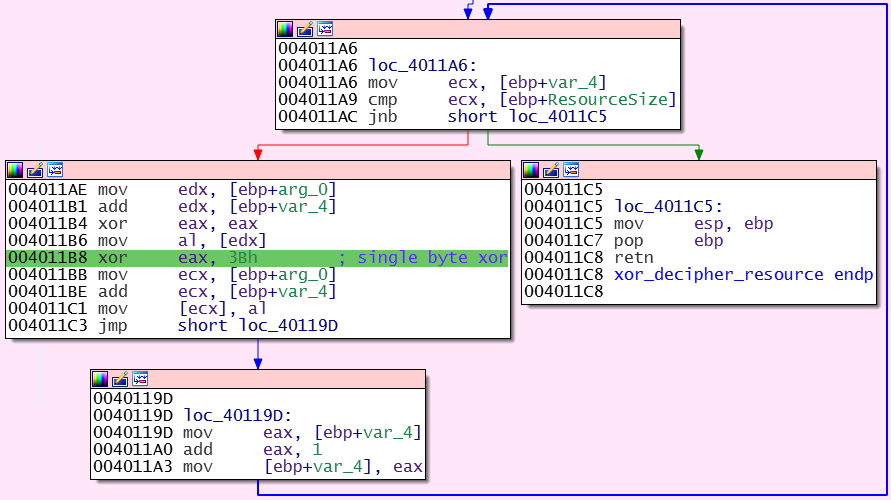 004011A6
004011A6 loc_4011A6:
004011A6 mov ecx, [ebp+var_4]
004011A9 cmp ecx, [ebp+ResourceSize]
004011AC jnb short loc_4011C5
004011AE mov edx, [ebp+arg_0]
004011B1 add edx, [ebp+var_4]
004011B4 xor eax, eax
004011B6 mov al, [edx]
004011B8 xor eax, 3Bh ; single byte xor
004011BB mov ecx, [ebp+arg_0]
004011BE add ecx, [ebp+var_4]
004011C1 mov [ecx], al
004011C3 jmp short loc_40119D
004011C5
004011C5 loc_4011C5:
004011C5 mov esp, ebp
004011C7 pop ebp
004011C8 retn
004011C8 xor_decipher_resource endp
004011C8
0040119D
0040119D loc_40119D:
0040119D mov eax, [ebp+var_4]
004011A0 add eax, 1
004011A3 mov [ebp+var_4], eax